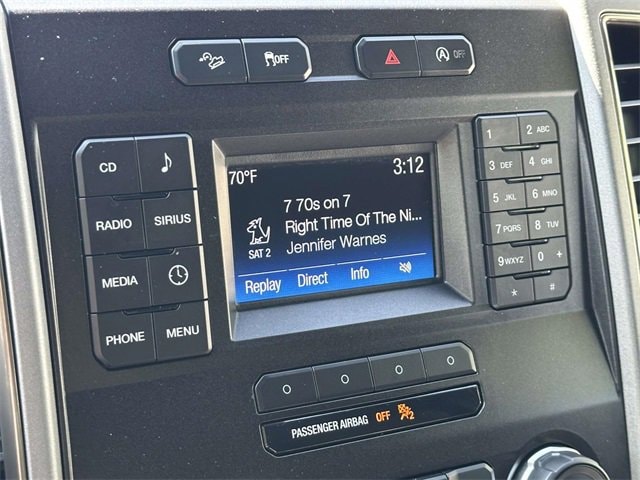 OFF
OFF
CD
RADIO SIRIUS
MEDIA
PHONE MENU
70°F 3:12
7 70s on 7
Right Time Of The Ni...
Jennifer Warnes
SAT 2
Replay Direct Info
1 2 ABC
3 DEF 4 GHI
5 JKL 6 MNO
7 PQRS 8 TUV
9 WXYZ 0 +
* #
PASSENGER AIRBAG OFF 2